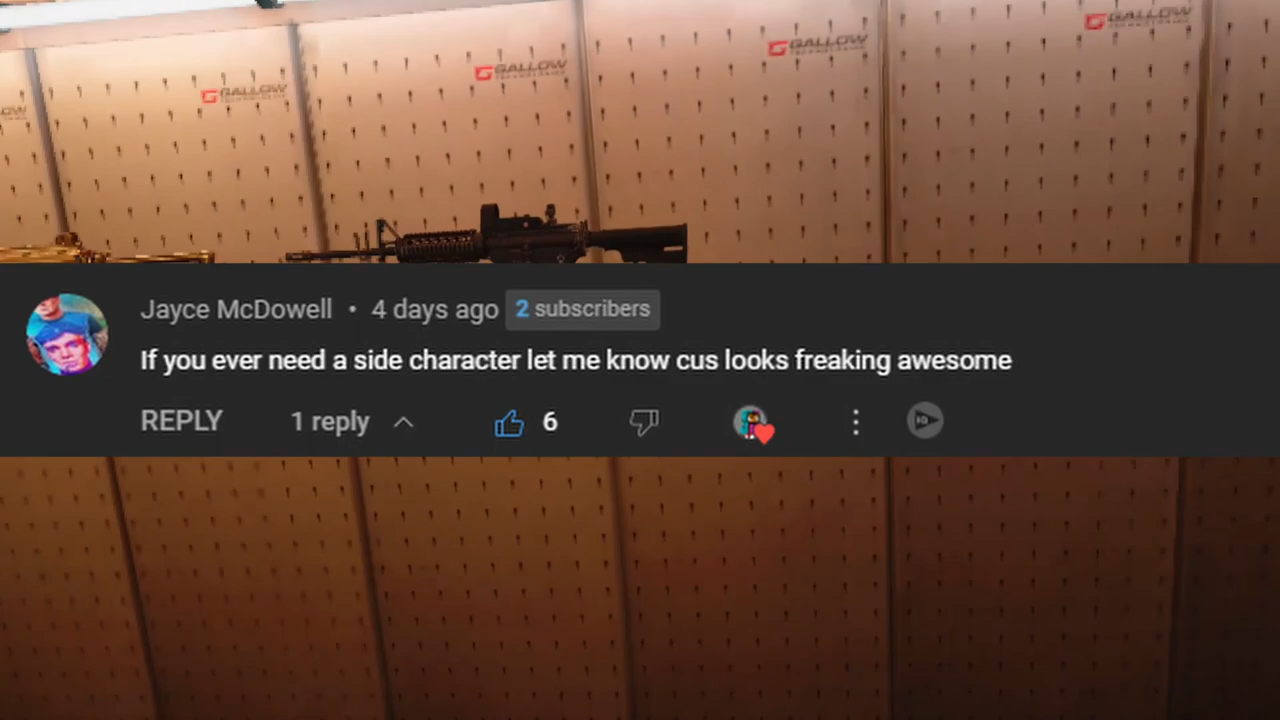 GALLOW
GALLOW
GALLOW
GALLOW
Jayce McDowell • 4 days ago 2 subscribers
If you ever need a side character let me know cus looks freaking awesome
REPLY 1 reply 6